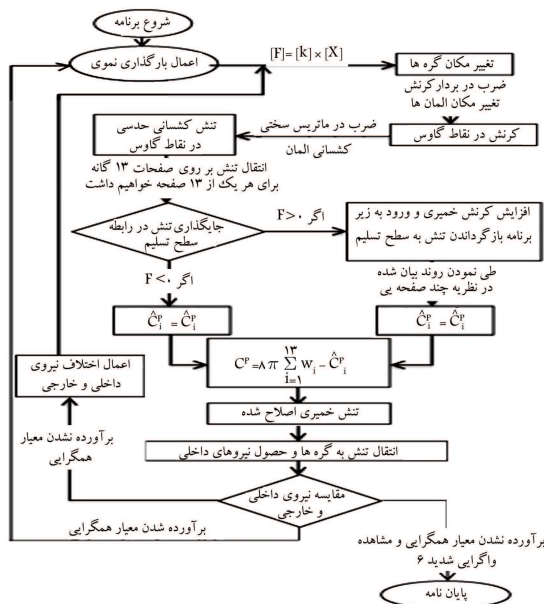 شروع برنامه
اعمال بارگذاری نموی
[F]=[k]×[X]
تغییر مکان گره ها
ضرب در بردارکرنش
تغییر مکان المان ها
کرنش در نقاط گاوس
ضرب در ماتریس سختی
کشسانی المان
تنش کشسانی حدسی
در نقاط گاوس
انتقال تنش بر روی صفحات ۱۳ گانه
برای هر یک از ۱۳ صفحه خواهیم داشت
جایگذاری تنش در رابطه
سطح تسلیم
اگر F>۰
افزایش کرنش خمیری و ورود به زیر
برنامه بازگرداندن تنش به سطح تسلیم
اگر F<۰
طی نمودن روند بیان شده
در نظریه چند صفحه یی
Ĉᵢᴾ = Ĉᵢᴾ
Ĉᵢᴾ = Ĉᵢᴾ
Cᴾ=۸π ∑ i=۱ ۱۳ wᵢ − Ĉᵢᴾ
تنش خمیری اصلاح شده
انتقال تنش به گره ها و حصول نیروهای داخلی
مقایسه نیروی داخلی
و خارجی
اعمال اختلاف نیروی
داخلی و خارجی
برآورده نشدن معیار
همگرایی
برآورده شدن معیار همگرایی
برآورده نشدن معیار همگرایی و مشاهده
واگرایی شدید ۶
پایان نامه